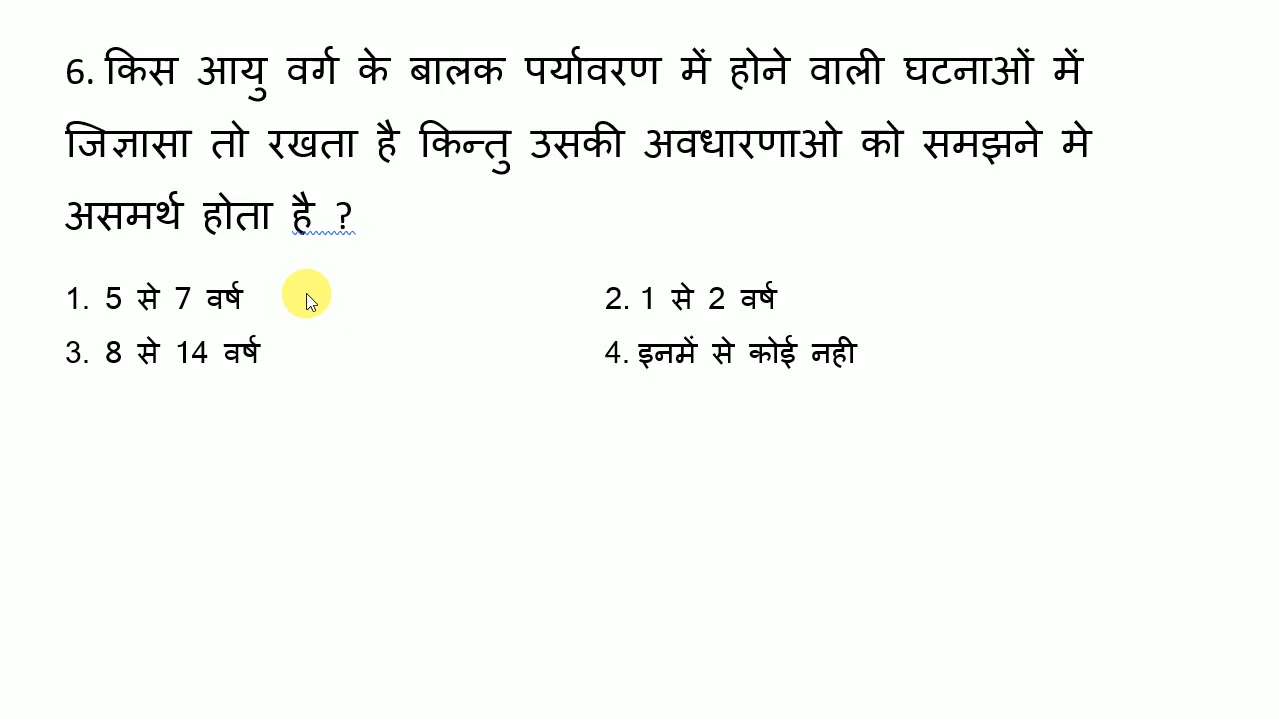 6. किस आयु वर्ग के बालक पर्यावरण में होने वाली घटनाओं में
जिज्ञासा तो रखता है किन्तु उसकी अवधारणाओ को समझने मे
असमर्थ होता है ?
1. 5 से 7 वर्ष 2. 1 से 2 वर्ष
3. 8 से 14 वर्ष 4. इनमें से कोई नही